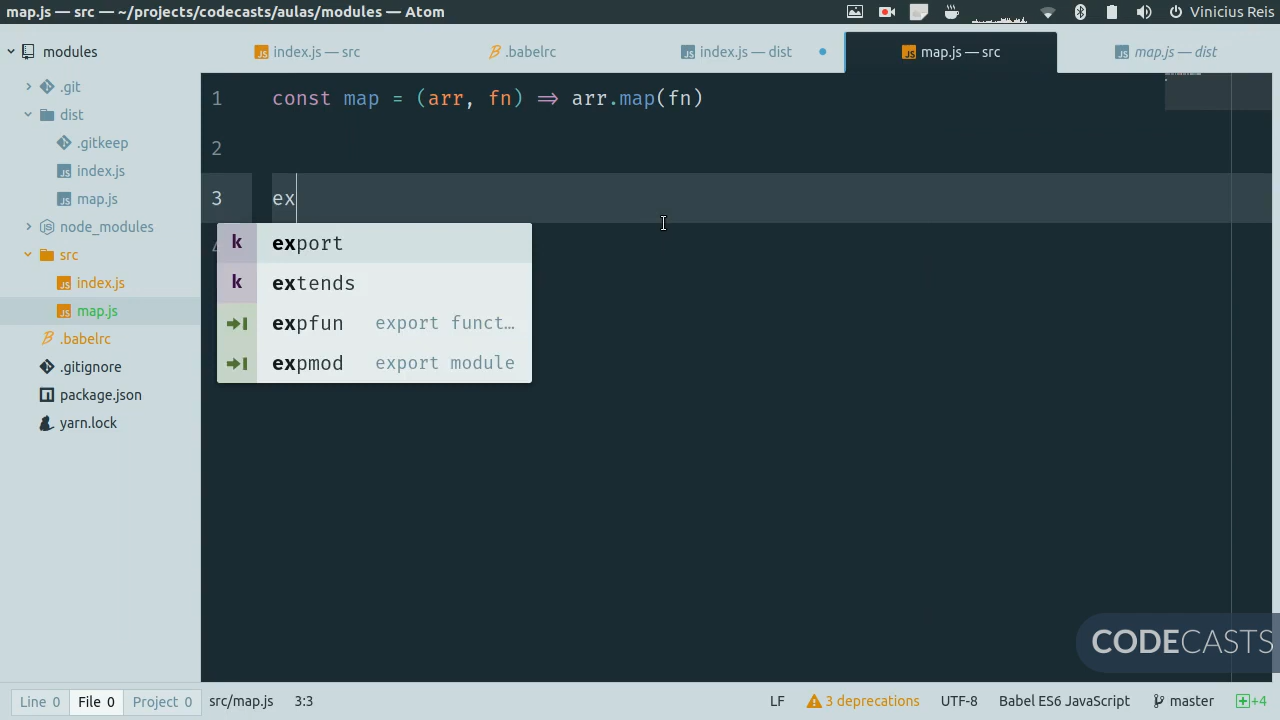 map.js — src — ~/projects/codecasts/aulas/modules — Atom
Vinicius Reis
modules
index.js — src
.babelrc
index.js — dist
map.js — src
map.js — dist
.git
dist
.gitkeep
index.js
map.js
node_modules
src
index.js
map.js
.babelrc
.gitignore
package.json
yarn.lock
1 const map = (arr, fn) => arr.map(fn)
2
3 ex
k export
k extends
expfun export funct…
expmod export module
CODECASTS
Line 0 File 0 Project 0 src/map.js 3:3
LF 3 deprecations UTF-8 Babel ES6 JavaScript master +4